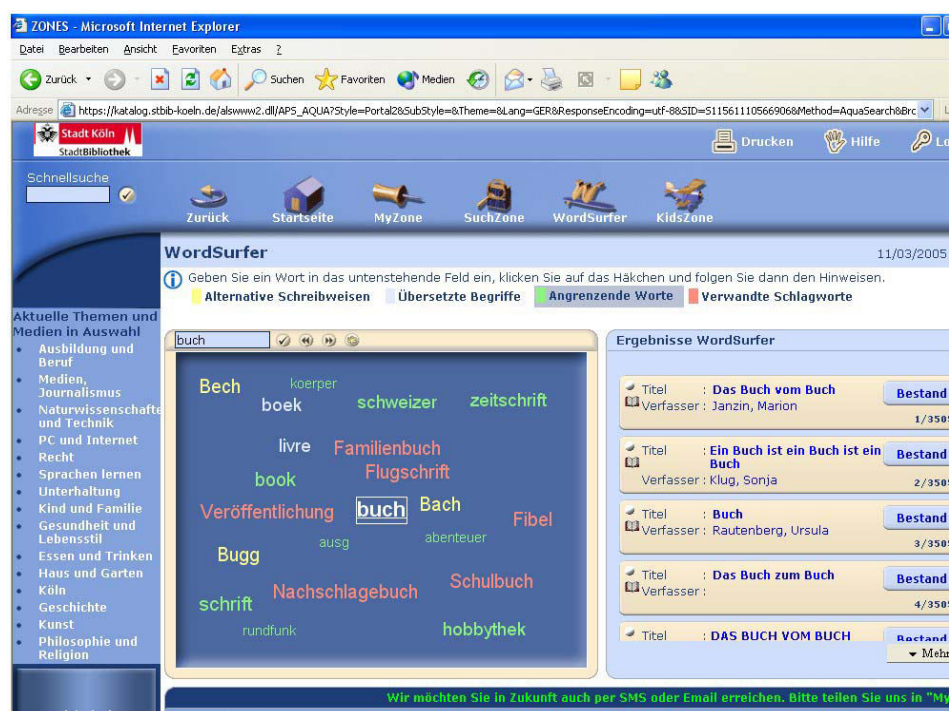 ZONES - Microsoft Internet Explorer
Datei Bearbeiten Ansicht Favoriten Extras ?
Zurück Suchen Favoriten Medien
Adresse https://katalog.stbib-koeln.de/alswww2.dll/APS_AQUA?Style=Portal2&SubStyle=&Theme=&Lang=GER&ResponseEncoding=utf-8&SID=S11561110566906&Method=AquaSearch&Brc
Stadt Köln
StadtBibliothek
Drucken Hilfe
Schnellsuche
Zurück Startseite MyZone SuchZone WordSurfer KidsZone
WordSurfer 11/03/2005
Geben Sie ein Wort in das untenstehende Feld ein, klicken Sie auf das Häkchen und folgen Sie dann den Hinweisen.
Alternative Schreibweisen Übersetzte Begriffe Angrenzende Worte Verwandte Schlagworte
Aktuelle Themen und
Medien in Auswahl
Ausbildung und
Beruf
Medien,
Journalismus
Naturwissenschafte
und Technik
PC und Internet
Recht
Sprachen lernen
Unterhaltung
Kind und Familie
Gesundheit und
Lebensstil
Essen und Trinken
Haus und Garten
Köln
Geschichte
Kunst
Philosophie und
Religion
buch
Bech koerper
boek schweizer zeitschrift
livre Familienbuch
book Flugschrift
Veröffentlichung buch Bach Fibel
Bugg ausg abenteuer
Nachschlagebuch Schulbuch
schrift
rundfunk hobbythek
Ergebnisse WordSurfer
Titel : Das Buch vom Buch Bestand
Verfasser : Janzin, Marion
1/350
Titel : Ein Buch ist ein Buch ist ein
Buch Bestand
Verfasser : Klug, Sonja 2/350
Titel : Buch Bestand
Verfasser : Rautenberg, Ursula
3/350
Titel : Das Buch zum Buch Bestand
Verfasser :
4/350
Titel : DAS BUCH VOM BUCH Bestand
Mehr
Wir möchten Sie in Zukunft auch per SMS oder Email erreichen. Bitte teilen Sie uns in "My